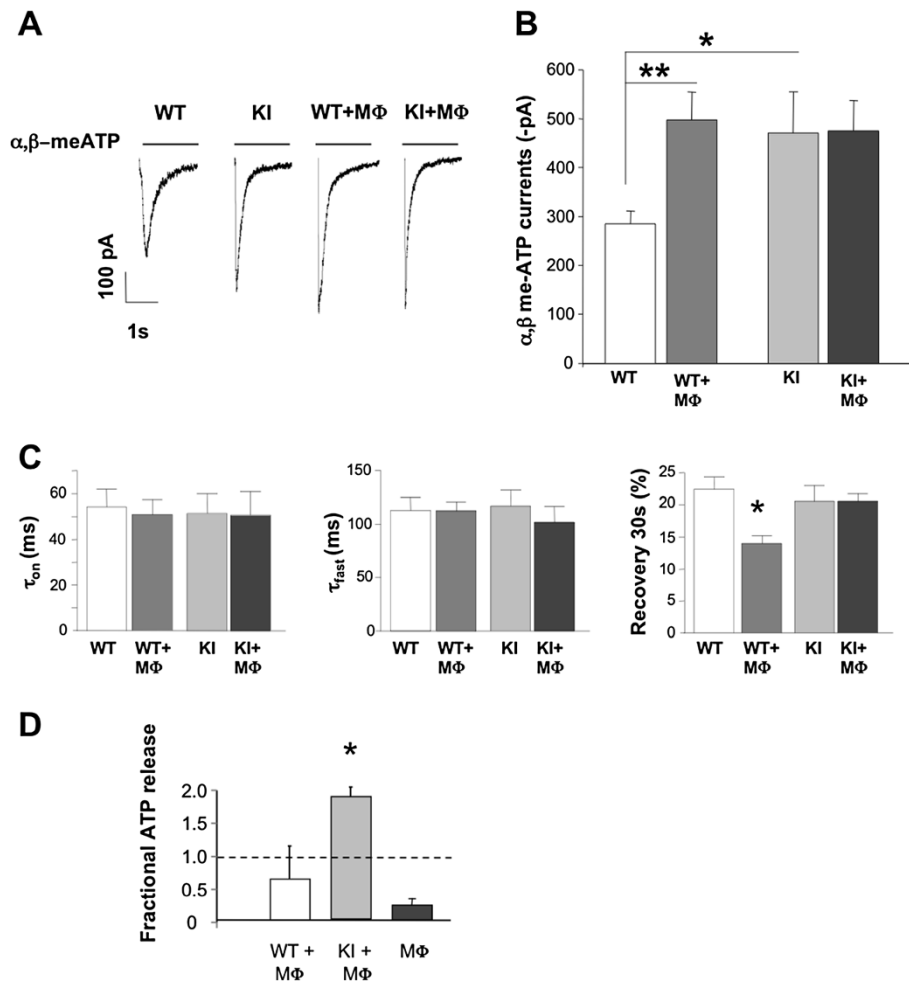 A
WT KI WT+MΦ KI+MΦ
α,β–meATP
100 pA
1s
B
*
**
α,β me-ATP currents (-pA)
600
500
400
300
200
100
0
WT WT+ MΦ KI KI+ MΦ
C
τon (ms)
60
40
20
0
WT WT+ MΦ KI KI+ MΦ
τfast (ms)
150
100
50
0
WT WT+ MΦ KI KI+ MΦ
Recovery 30s (%)
25
20
15
10
5
0
*
WT WT+ MΦ KI KI+ MΦ
D
Fractional ATP release
*
2.0
1.0
0.5
0
WT + MΦ KI + MΦ MΦ